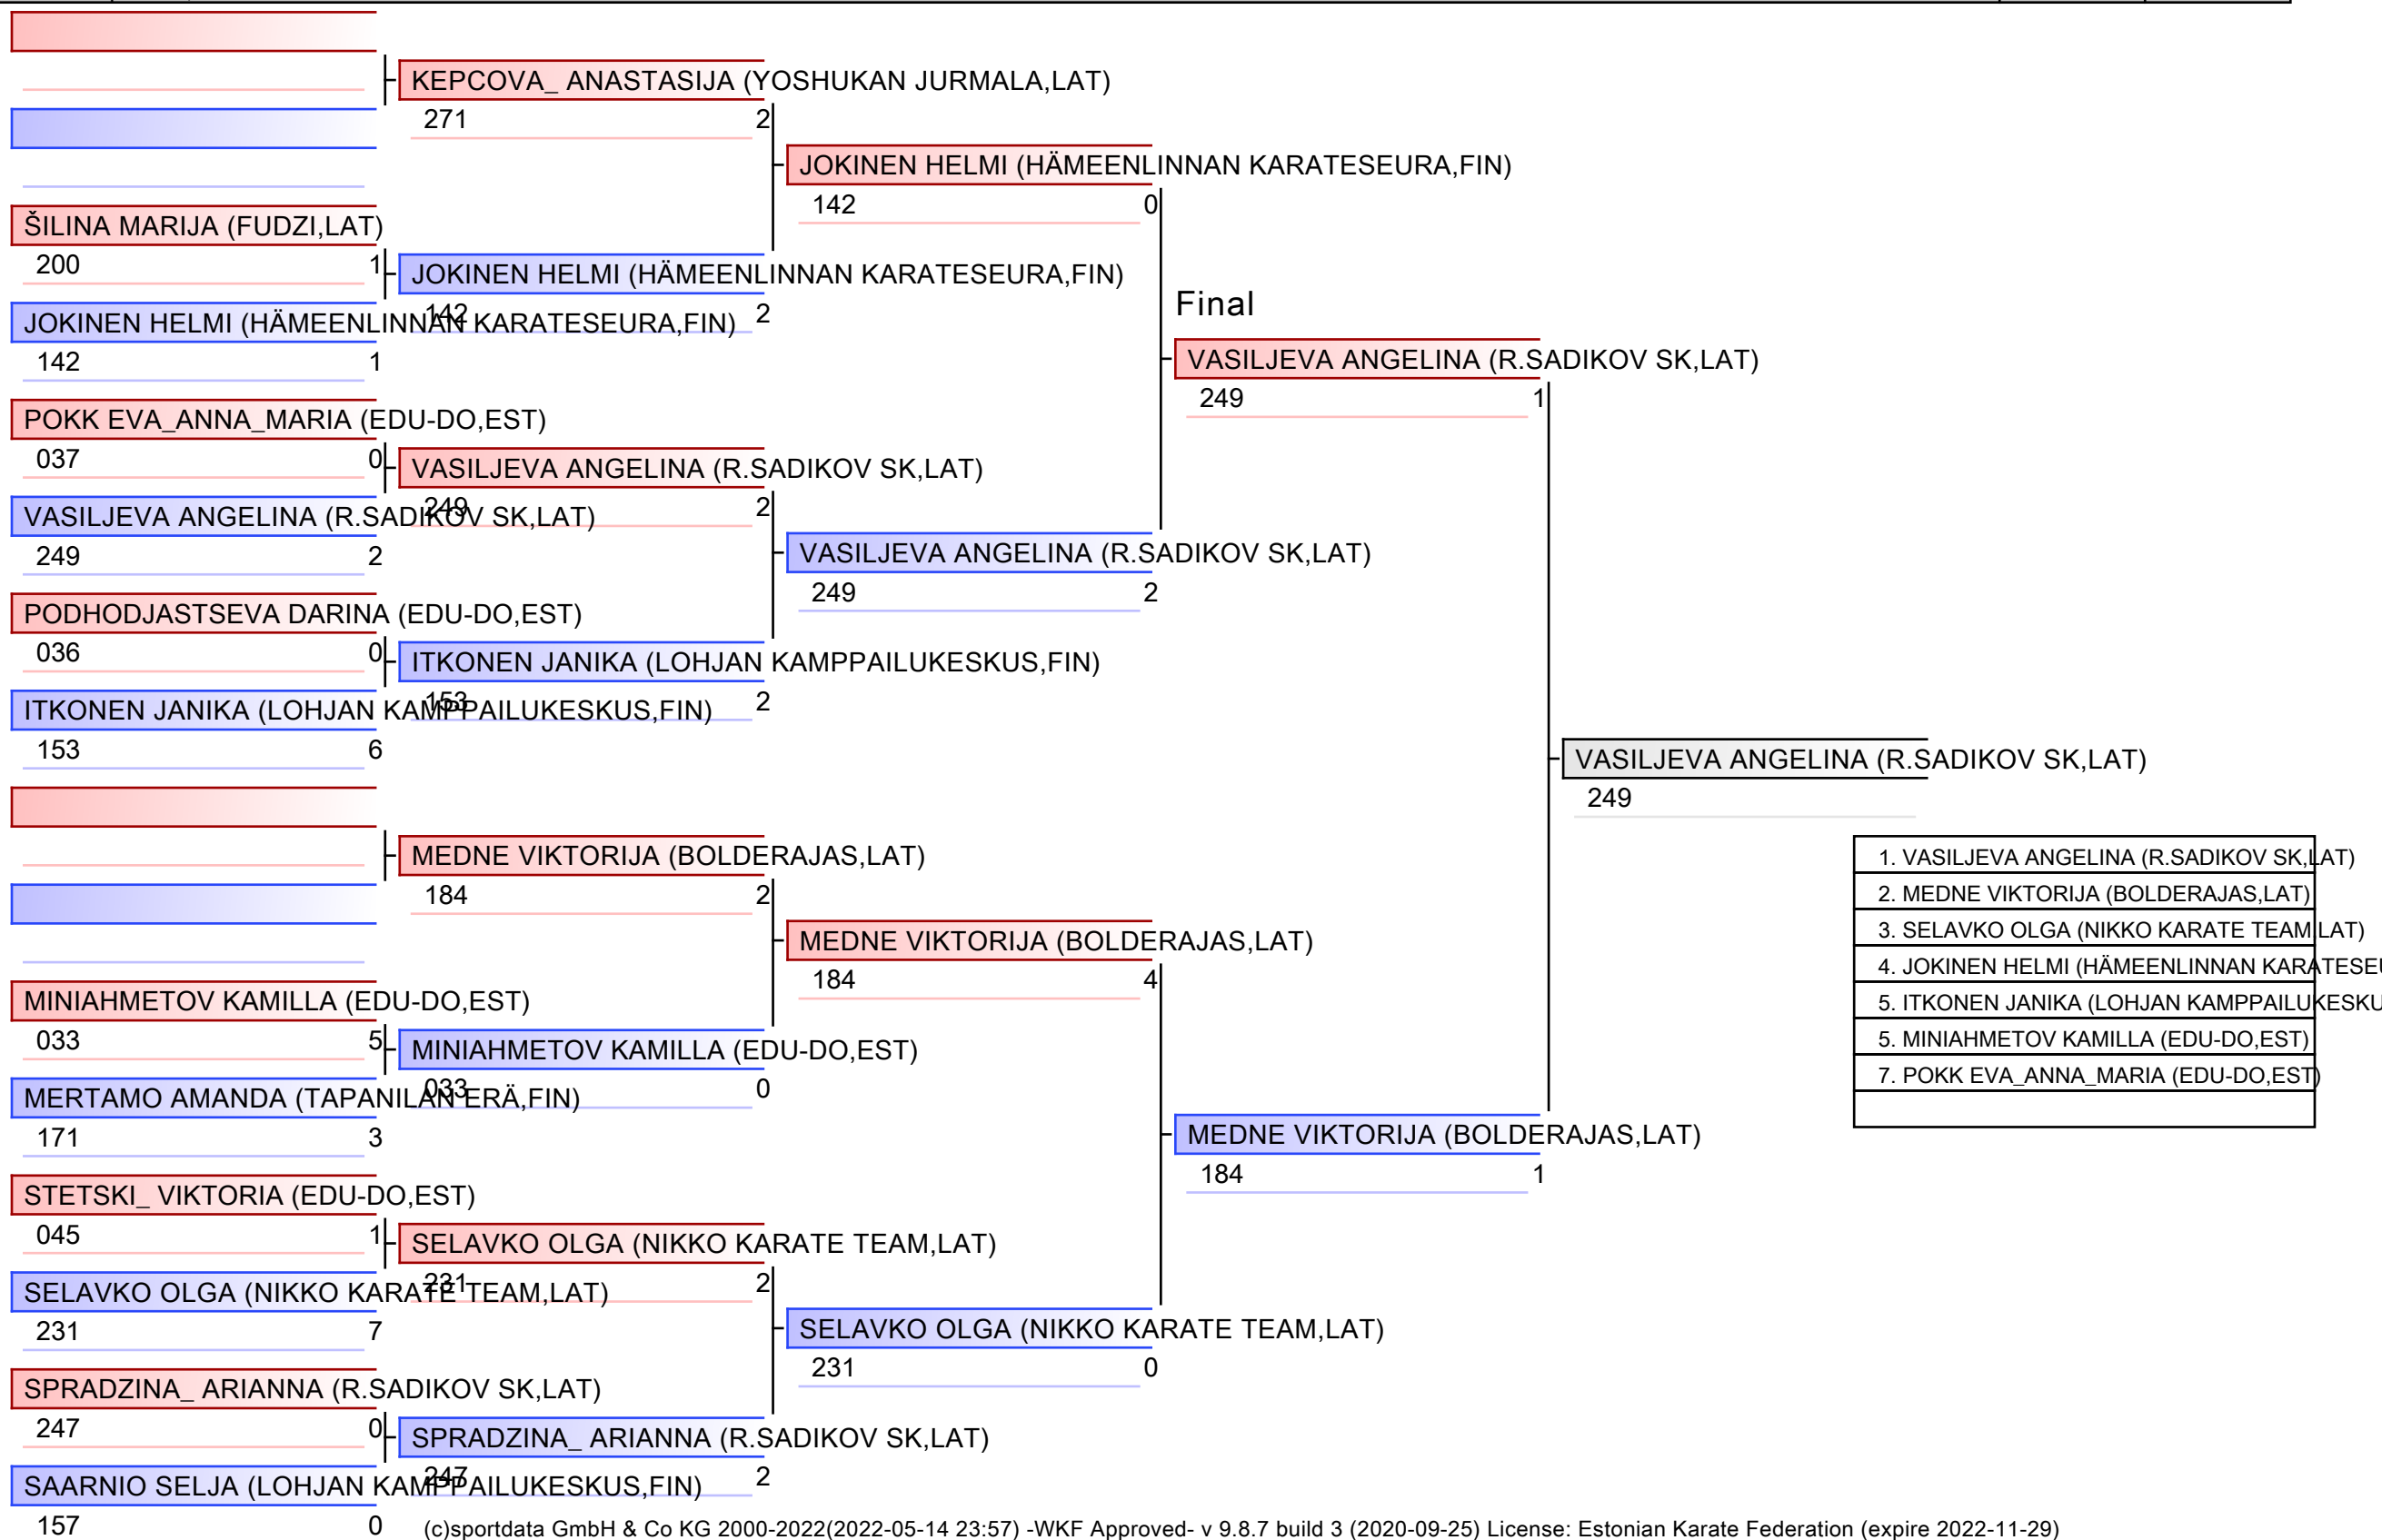 KEPCOVA_ ANASTASIJA (YOSHUKAN JURMALA,LAT)
271 2
JOKINEN HELMI (HÄMEENLINNAN KARATESEURA,FIN)
142 0
ŠILINA MARIJA (FUDZI,LAT)
200 1
JOKINEN HELMI (HÄMEENLINNAN KARATESEURA,FIN)
142 2
JOKINEN HELMI (HÄMEENLINNAN KARATESEURA,FIN)
142 1
Final
VASILJEVA ANGELINA (R.SADIKOV SK,LAT)
249 1
POKK EVA_ANNA_MARIA (EDU-DO,EST)
037 0
VASILJEVA ANGELINA (R.SADIKOV SK,LAT)
249 2
VASILJEVA ANGELINA (R.SADIKOV SK,LAT)
249 2
VASILJEVA ANGELINA (R.SADIKOV SK,LAT)
249 2
PODHODJASTSEVA DARINA (EDU-DO,EST)
036 0
ITKONEN JANIKA (LOHJAN KAMPPAILUKESKUS,FIN)
153 2
ITKONEN JANIKA (LOHJAN KAMPPAILUKESKUS,FIN)
153 6
VASILJEVA ANGELINA (R.SADIKOV SK,LAT)
249
MEDNE VIKTORIJA (BOLDERAJAS,LAT)
184 2
MEDNE VIKTORIJA (BOLDERAJAS,LAT)
184 4
MINIAHMETOV KAMILLA (EDU-DO,EST)
033 5
MINIAHMETOV KAMILLA (EDU-DO,EST)
033 0
MERTAMO AMANDA (TAPANILAN ERÄ,FIN)
171 3
MEDNE VIKTORIJA (BOLDERAJAS,LAT)
184 1
STETSKI_ VIKTORIA (EDU-DO,EST)
045 1
SELAVKO OLGA (NIKKO KARATE TEAM,LAT)
231 2
SELAVKO OLGA (NIKKO KARATE TEAM,LAT)
231 7
SELAVKO OLGA (NIKKO KARATE TEAM,LAT)
231 0
SPRADZINA_ ARIANNA (R.SADIKOV SK,LAT)
247 0
SPRADZINA_ ARIANNA (R.SADIKOV SK,LAT)
247 2
SAARNIO SELJA (LOHJAN KAMPPAILUKESKUS,FIN)
157 0
1. VASILJEVA ANGELINA (R.SADIKOV SK,LAT)
2. MEDNE VIKTORIJA (BOLDERAJAS,LAT)
3. SELAVKO OLGA (NIKKO KARATE TEAM,LAT)
4. JOKINEN HELMI (HÄMEENLINNAN KARATESEU
5. ITKONEN JANIKA (LOHJAN KAMPPAILUKESKU
5. MINIAHMETOV KAMILLA (EDU-DO,EST)
7. POKK EVA_ANNA_MARIA (EDU-DO,EST)
(c)sportdata GmbH & Co KG 2000-2022(2022-05-14 23:57) -WKF Approved- v 9.8.7 build 3 (2020-09-25) License: Estonian Karate Federation (expire 2022-11-29)